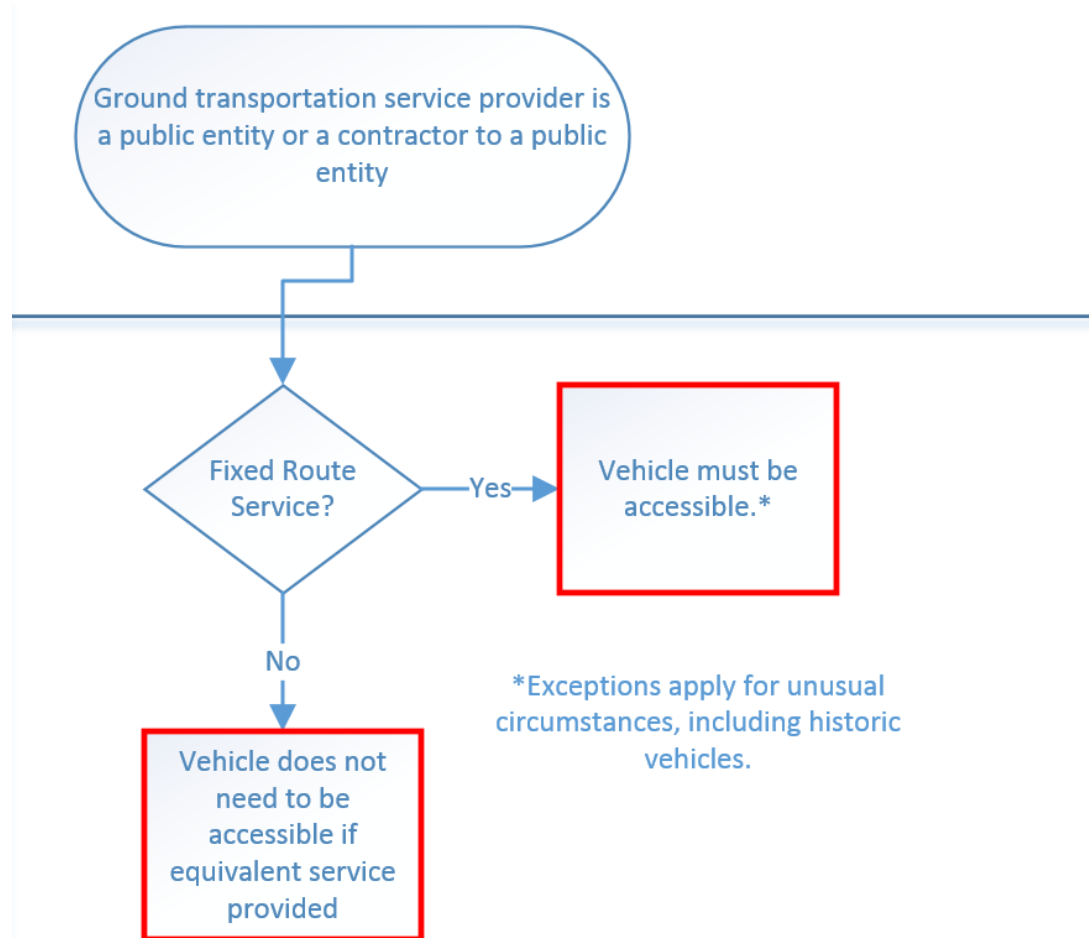 Ground transportation service provider is
a public entity or a contractor to a public
entity
Fixed Route
Service?
Yes
Vehicle must be
accessible.*
No
*Exceptions apply for unusual
circumstances, including historic
vehicles.
Vehicle does not
need to be
accessible if
equivalent service
provided